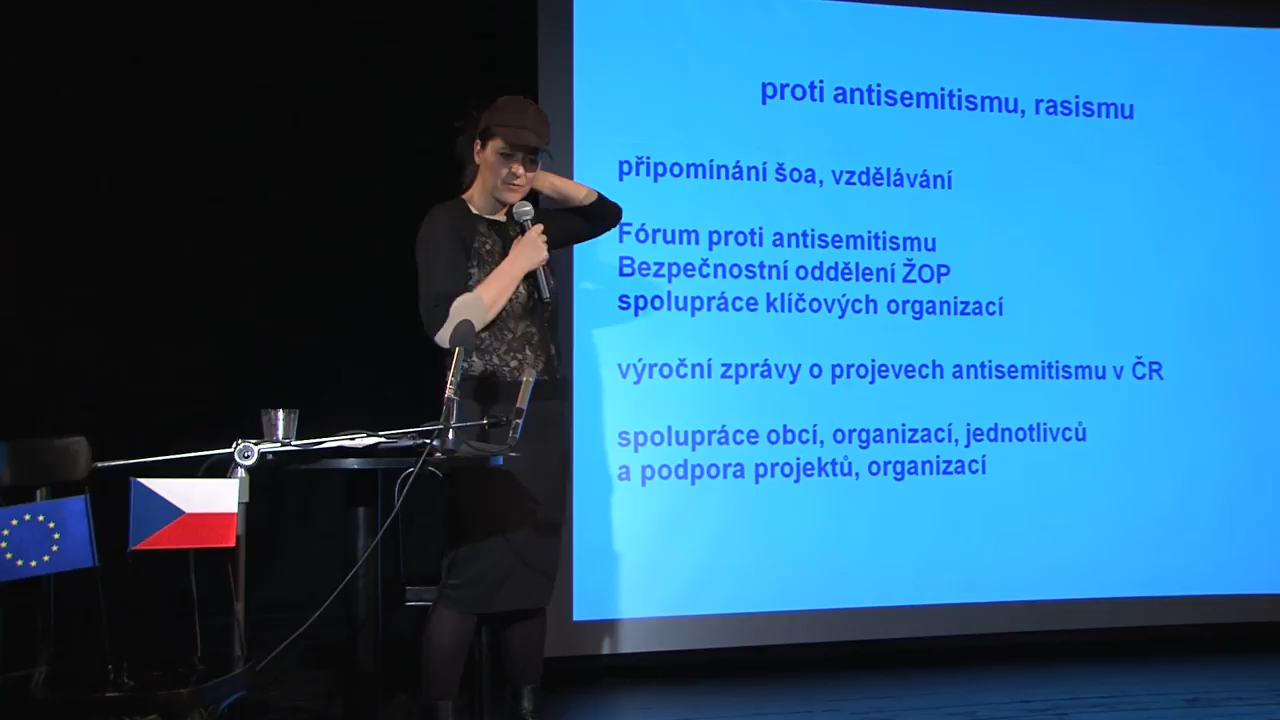 proti antisemitismu, rasismu
připomínání šoa, vzdělávání
Fórum proti antisemitismu
Bezpečnostní oddělení ŽOP
spolupráce klíčových organizací
výroční zprávy o projevech antisemitismu v ČR
spolupráce obcí, organizací, jednotlivců
a podpora projektů, organizací